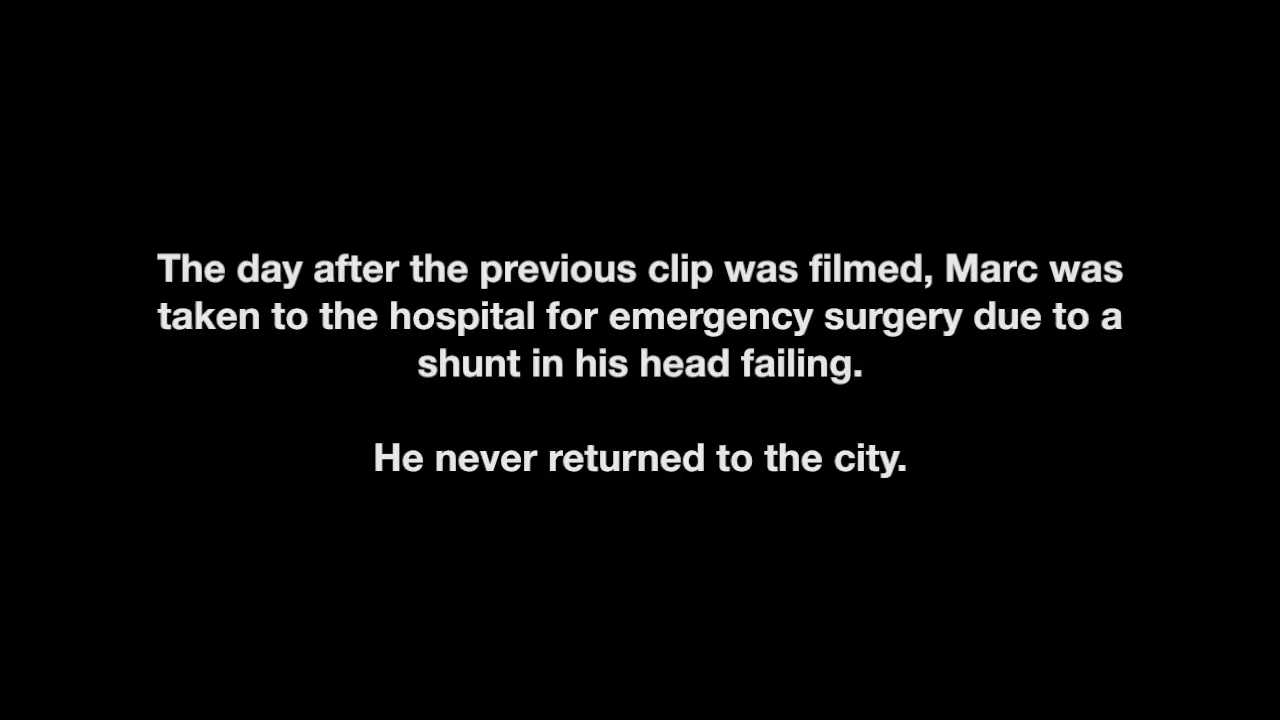 The day after the previous clip was filmed, Marc was
taken to the hospital for emergency surgery due to a
shunt in his head failing.
He never returned to the city.